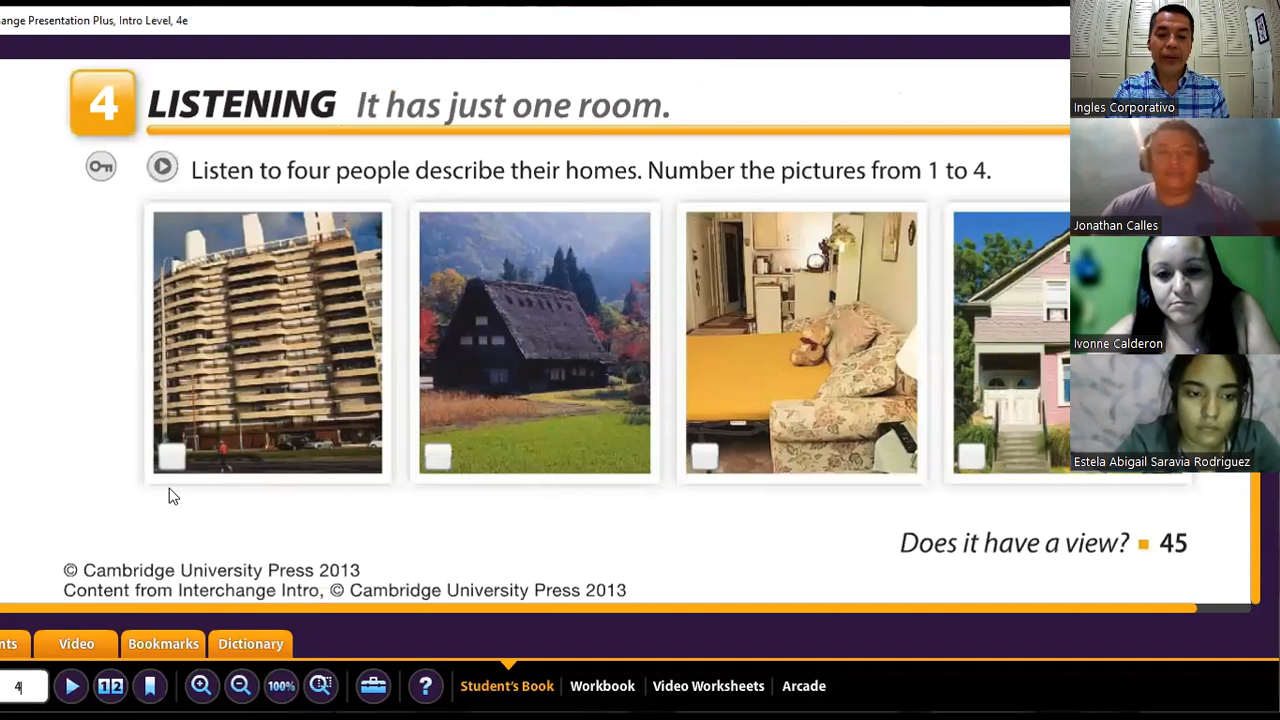 hange Presentation Plus, Intro Level, 4e
4 LISTENING It has just one room.
Listen to four people describe their homes. Number the pictures from 1 to 4.
Ingles Corporativo
Jonathan Calles
Ivonne Calderon
Estela Abigail Saravia Rodriguez
Does it have a view? ■ 45
© Cambridge University Press 2013
Content from Interchange Intro, © Cambridge University Press 2013
nts Video Bookmarks Dictionary
4 12 100% ? Student's Book Workbook Video Worksheets Arcade